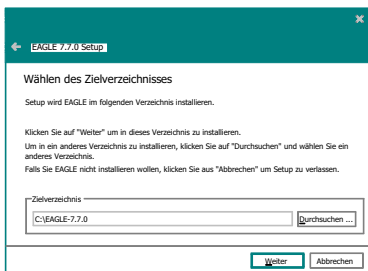 EAGLE 7.7.0 Setup
Wählen des Zielverzeichnisses
Setup wird EAGLE im folgenden Verzeichnis installieren.
Klicken Sie auf "Weiter" um in dieses Verzeichnis zu installieren.
Um in ein anderes Verzeichnis zu installieren, klicken Sie auf "Durchsuchen" und wählen Sie ein
anderes Verzeichnis.
Falls Sie EAGLE nicht installieren wollen, klicken Sie aus "Abbrechen" um Setup zu verlassen.
Zielverzeichnis
C:\EAGLE-7.7.0
Durchsuchen ...
Weiter
Abbrechen